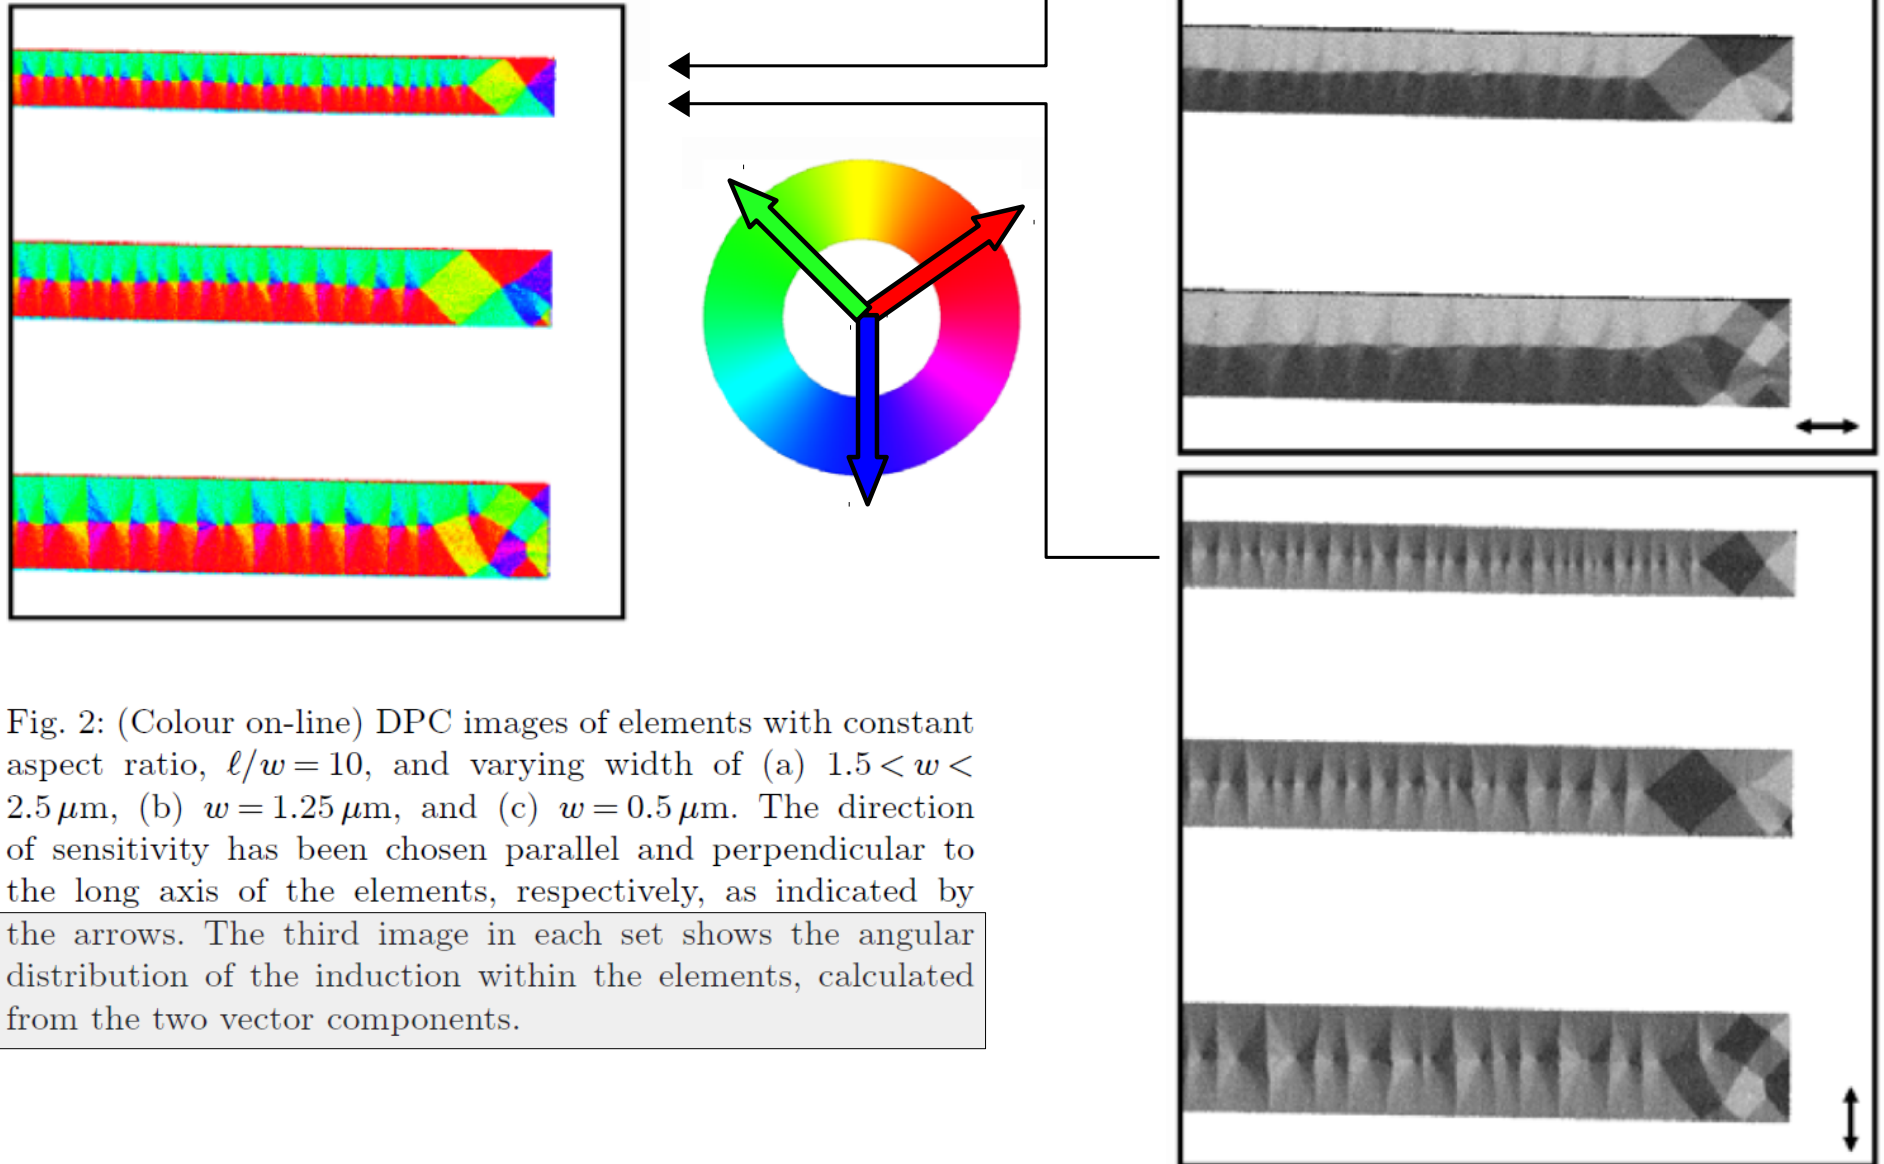 Fig. 2: (Colour on-line) DPC images of elements with constant
aspect ratio, ℓ/w = 10, and varying width of (a) 1.5 < w <
2.5 μm, (b) w = 1.25 μm, and (c) w = 0.5 μm. The direction
of sensitivity has been chosen parallel and perpendicular to
the long axis of the elements, respectively, as indicated by
the arrows. The third image in each set shows the angular
distribution of the induction within the elements, calculated
from the two vector components.